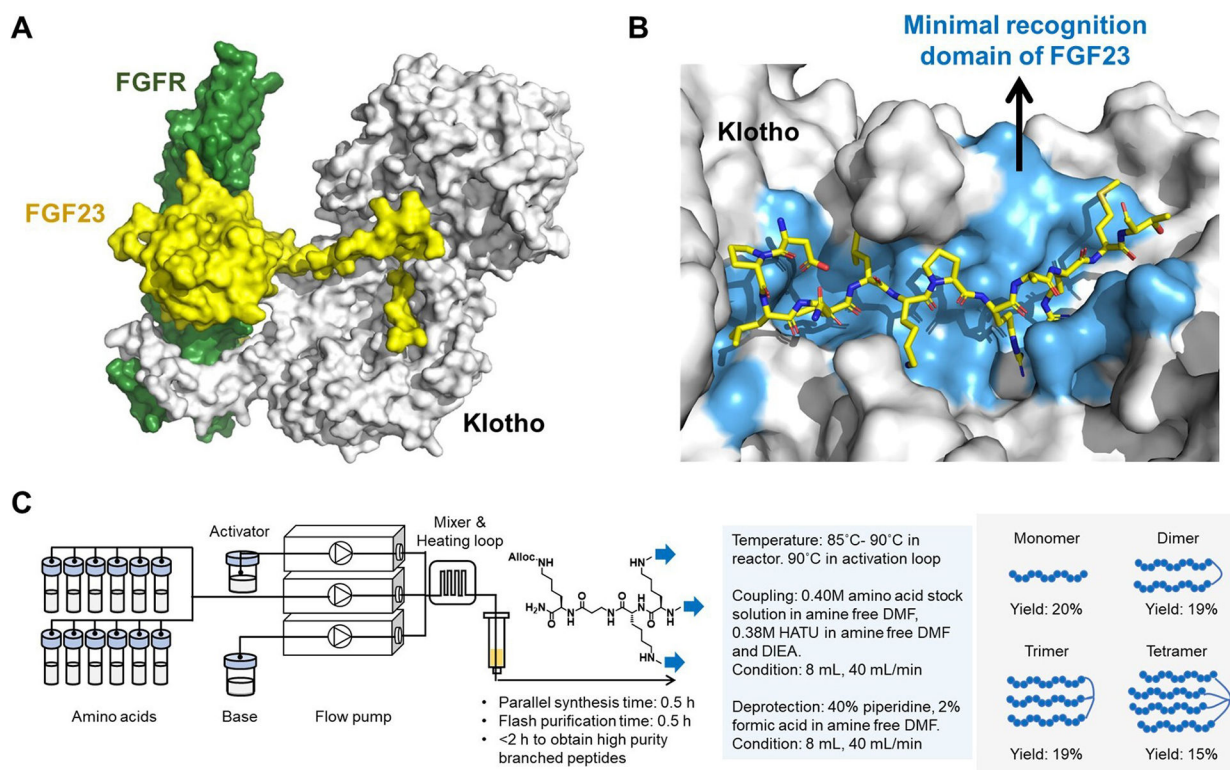 A
FGFR
FGF23
Klotho
B
Minimal recognition
domain of FGF23
Klotho
C
Activator
Mixer &
Heating loop
Amino acids
Base
Flow pump
Alloc
NH
H2N
O
H
N
O
N
H
O
H
N
O
N
H
HN
HN
• Parallel synthesis time: 0.5 h
• Flash purification time: 0.5 h
• <2 h to obtain high purity
branched peptides
Temperature: 85˚C- 90˚C in
reactor. 90˚C in activation loop
Coupling: 0.40M amino acid stock
solution in amine free DMF,
0.38M HATU in amine free DMF
and DIEA.
Condition: 8 mL, 40 mL/min
Deprotection: 40% piperidine, 2%
formic acid in amine free DMF.
Condition: 8 mL, 40 mL/min
Monomer
Yield: 20%
Dimer
Yield: 19%
Trimer
Yield: 19%
Tetramer
Yield: 15%